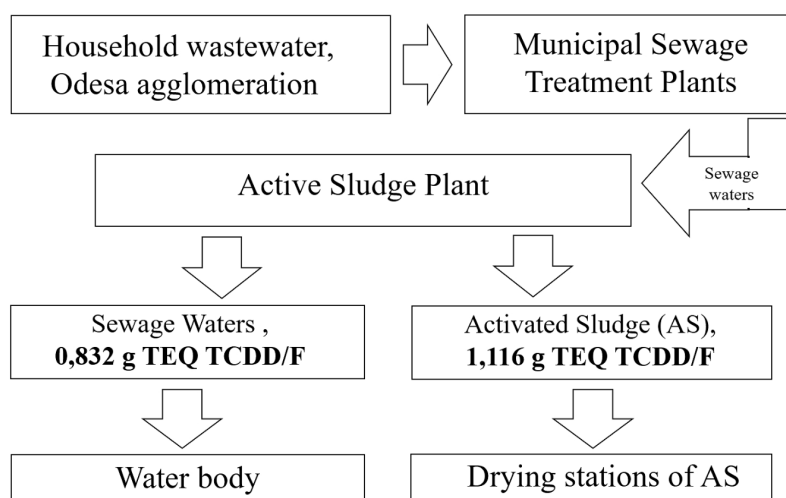 Household wastewater,
Odesa agglomeration
Municipal Sewage
Treatment Plants
Sewage
waters
Active Sludge Plant
Sewage Waters ,
0,832 g TEQ TCDD/F
Activated Sludge (AS),
1,116 g TEQ TCDD/F
Water body
Drying stations of AS